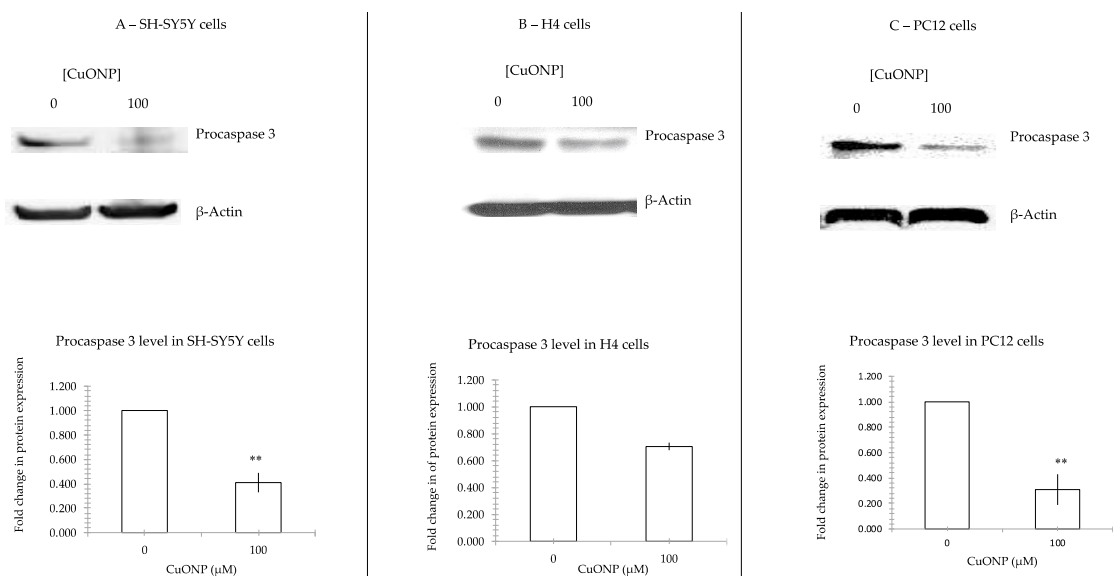 A – SH-SY5Y cells
[CuONP]
0 100
Procaspase 3
β-Actin
Procaspase 3 level in SH-SY5Y cells
Fold change in protein expression
1.200
1.000
0.800
0.600
0.400
0.200
0.000
**
0 100
CuONP (µM)
B – H4 cells
[CuONP]
0 100
Procaspase 3
β-Actin
Procaspase 3 level in H4 cells
Fold change in of protein expression
1.200
1.000
0.800
0.600
0.400
0.200
0.000
0 100
CuONP (µM)
C – PC12 cells
[CuONP]
0 100
Procaspase 3
β-Actin
Procaspase 3 level in PC12 cells
Fold change in protein expression
1.200
1.000
0.800
0.600
0.400
0.200
0.000
**
0 100
CuONP (µM)